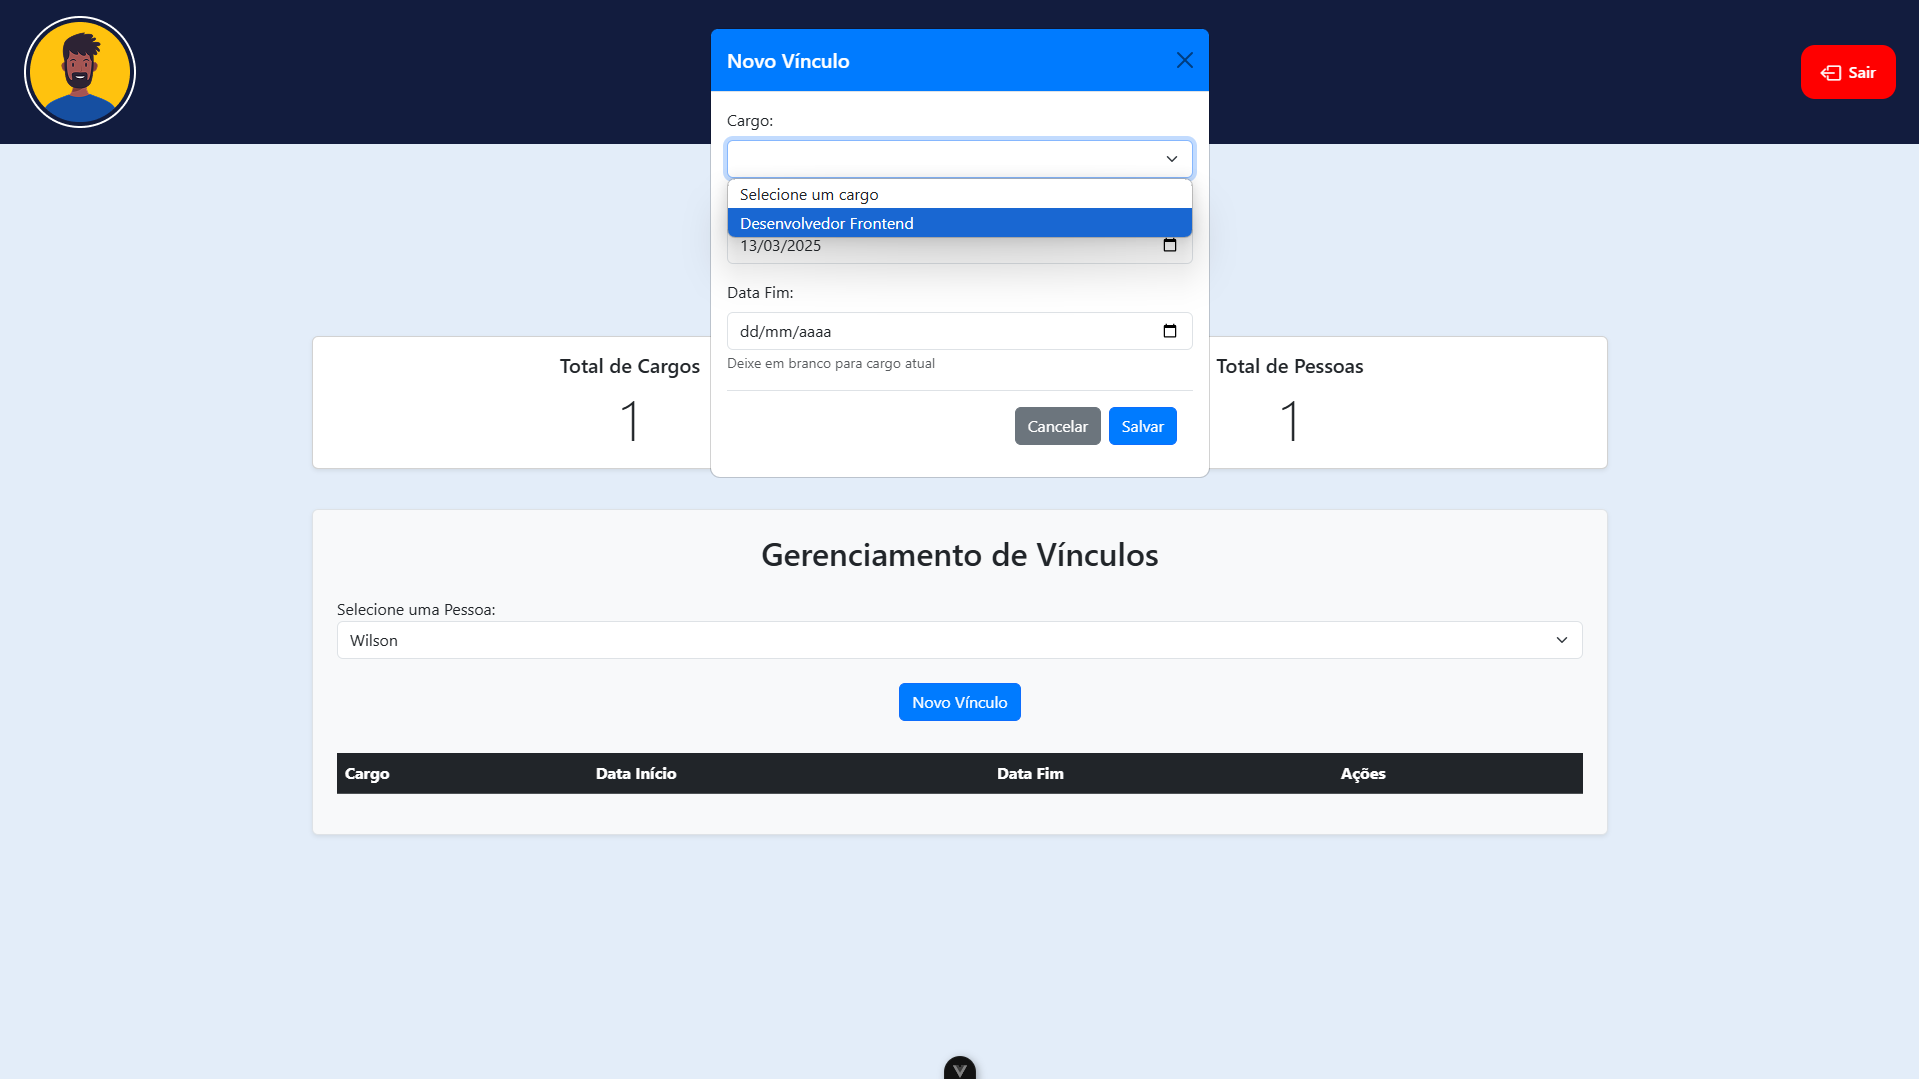 Novo Vínculo
Sair
Cargo:
Selecione um cargo
Desenvolvedor Frontend
13/03/2025
Data Fim:
dd/mm/aaaa
Deixe em branco para cargo atual
Cancelar Salvar
Total de Cargos
1
Total de Pessoas
1
Gerenciamento de Vínculos
Selecione uma Pessoa:
Wilson
Novo Vínculo
Cargo Data Início Data Fim Ações